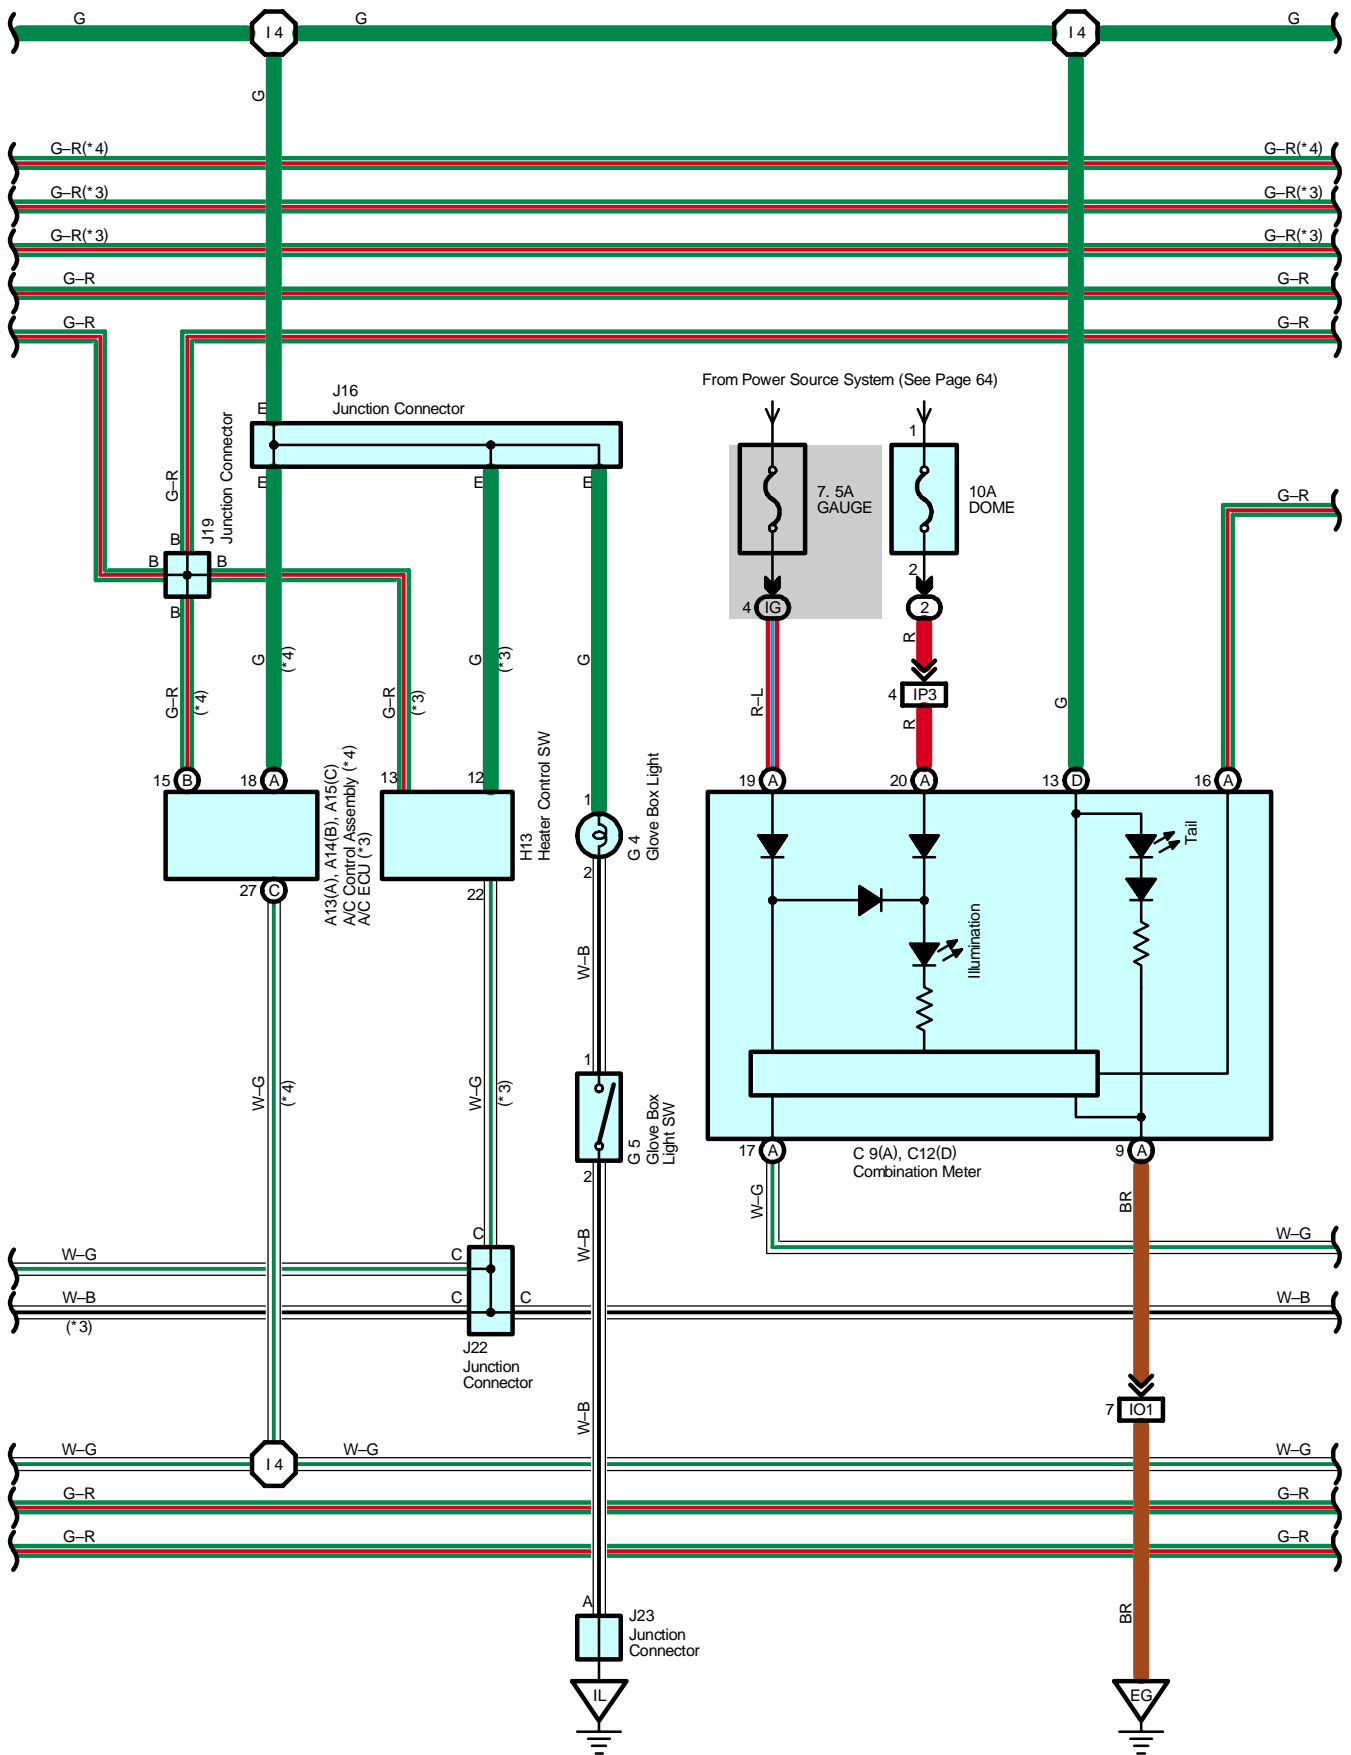 G
G
G
I 4
I 4
G
G–R(*4)
G–R(*4)
G–R(*3)
G–R(*3)
G–R(*3)
G–R(*3)
G–R
G–R
G–R
G–R
From Power Source System (See Page 64)
J16
Junction Connector
E
J19
Junction Connector
1
E
E
E
G–R
7. 5A
GAUGE
10A
DOME
G–R
B
B
B
B
2
4
IG
2
R
G
(*4)
G
(*3)
G
G–R
(*4)
G–R
(*3)
R–L
4
IP3
R
G
15
B
18
A
13
12
1
19
A
20
A
13
D
16
A
A13(A), A14(B), A15(C)
A/C Control Assembly (*4)
A/C ECU (*3)
H13
Heater Control SW
G 4
Glove Box Light
Tail
2
27
C
22
Illumination
W–B
1
W–G
(*4)
W–G
(*3)
G 5
Glove Box
Light SW
2
17
A
C 9(A), C12(D)
Combination Meter
9
A
W–G
BR
W–B
C
W–G
C
W–G
W–B
C
C
W–B
(*3)
J22
Junction
Connector
7
IO1
W–B
W–G
I 4
W–G
W–G
G–R
G–R
G–R
G–R
A
J23
Junction
Connector
BR
IL
EG